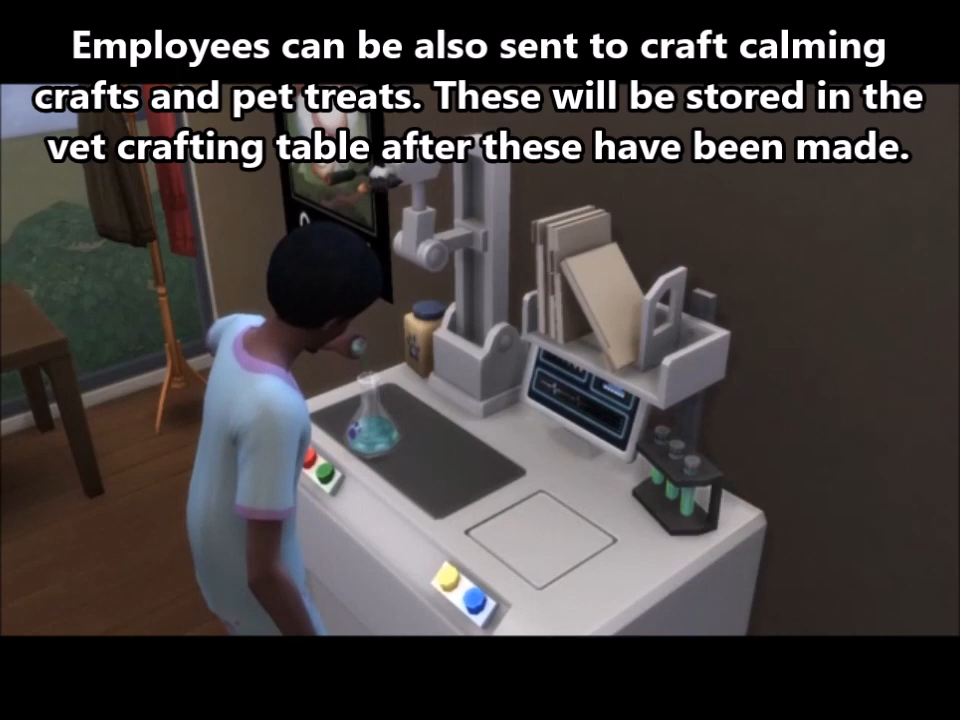 Employees can be also sent to craft calming
crafts and pet treats. These will be stored in the
vet crafting table after these have been made.